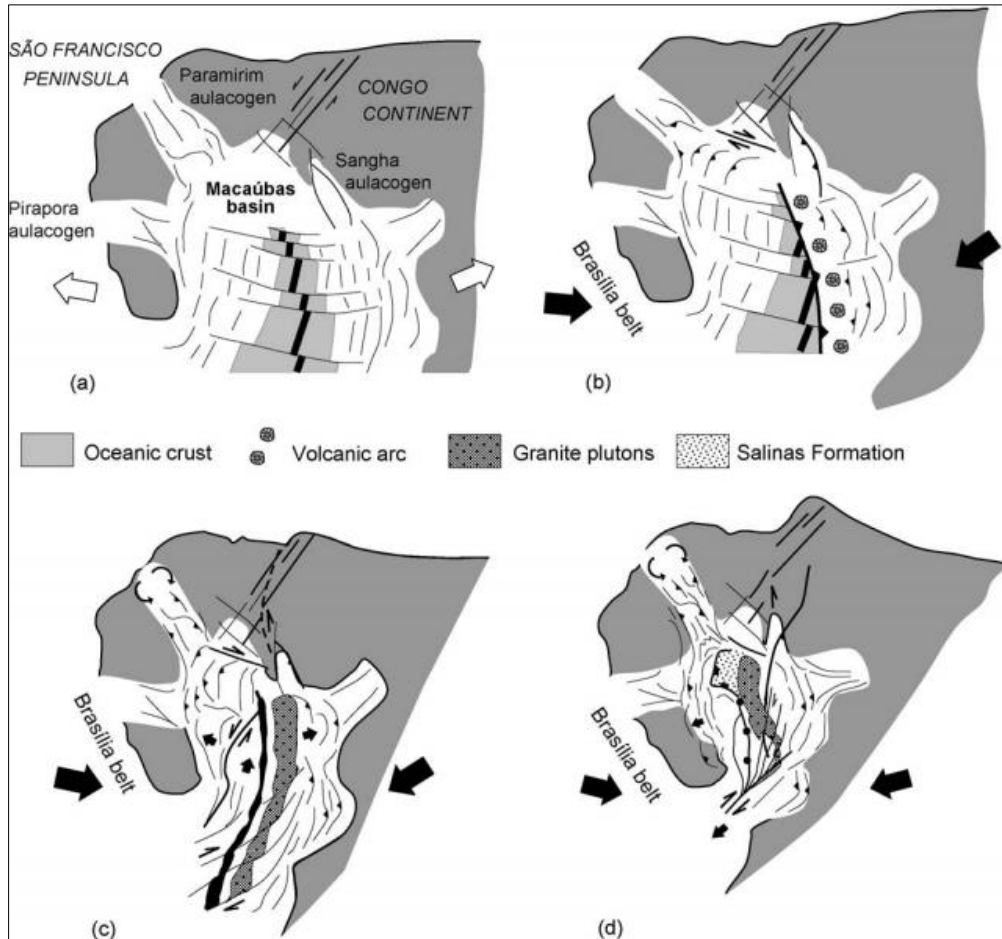 (a)
SÃO FRANCISCO
PENINSULA
Paramirim
aulacogen
CONGO
CONTINENT
Sangha
aulacogen
Macaúbas
basin
Pirapora
aulacogen
(b)
Brasília belt
Oceanic crust
Volcanic arc
Granite plutons
Salinas Formation
(c)
Brasília belt
(d)
Brasília belt